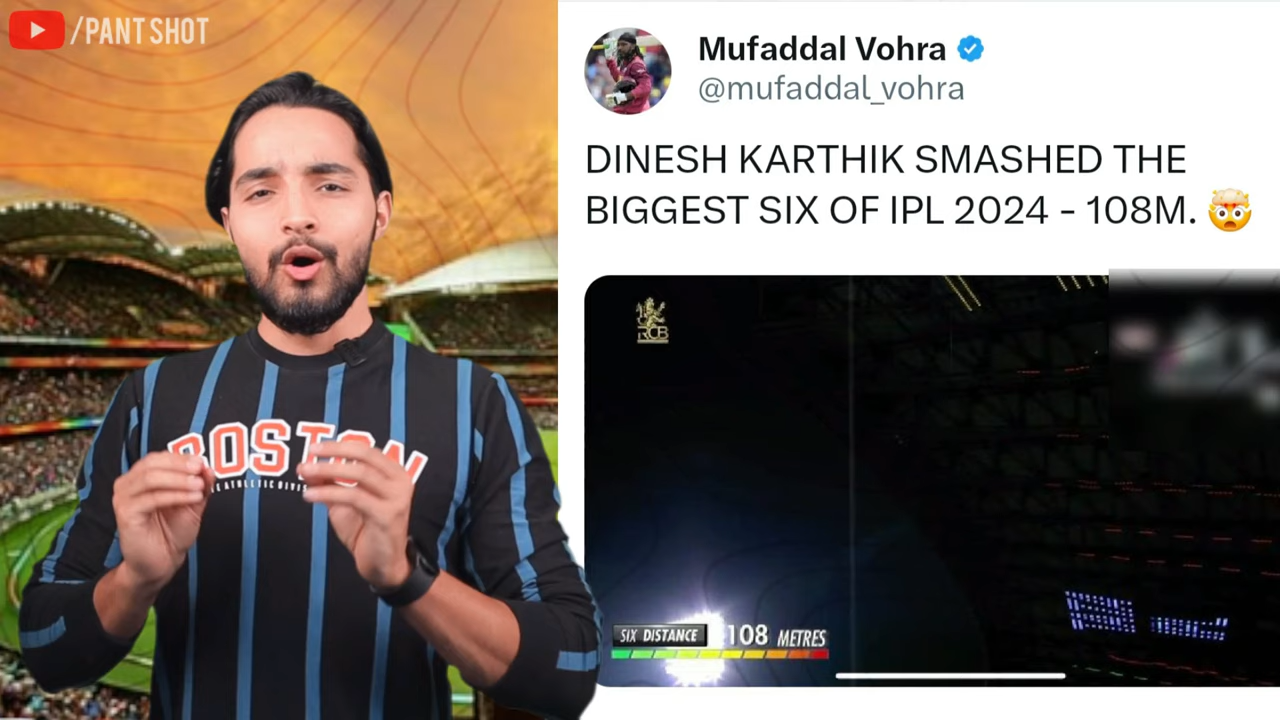 /PANT SHOT
Mufaddal Vohra
@mufaddal_vohra
DINESH KARTHIK SMASHED THE
BIGGEST SIX OF IPL 2024 - 108M. 🤯
RCB
SIX DISTANCE 108 METRES
BOSTON